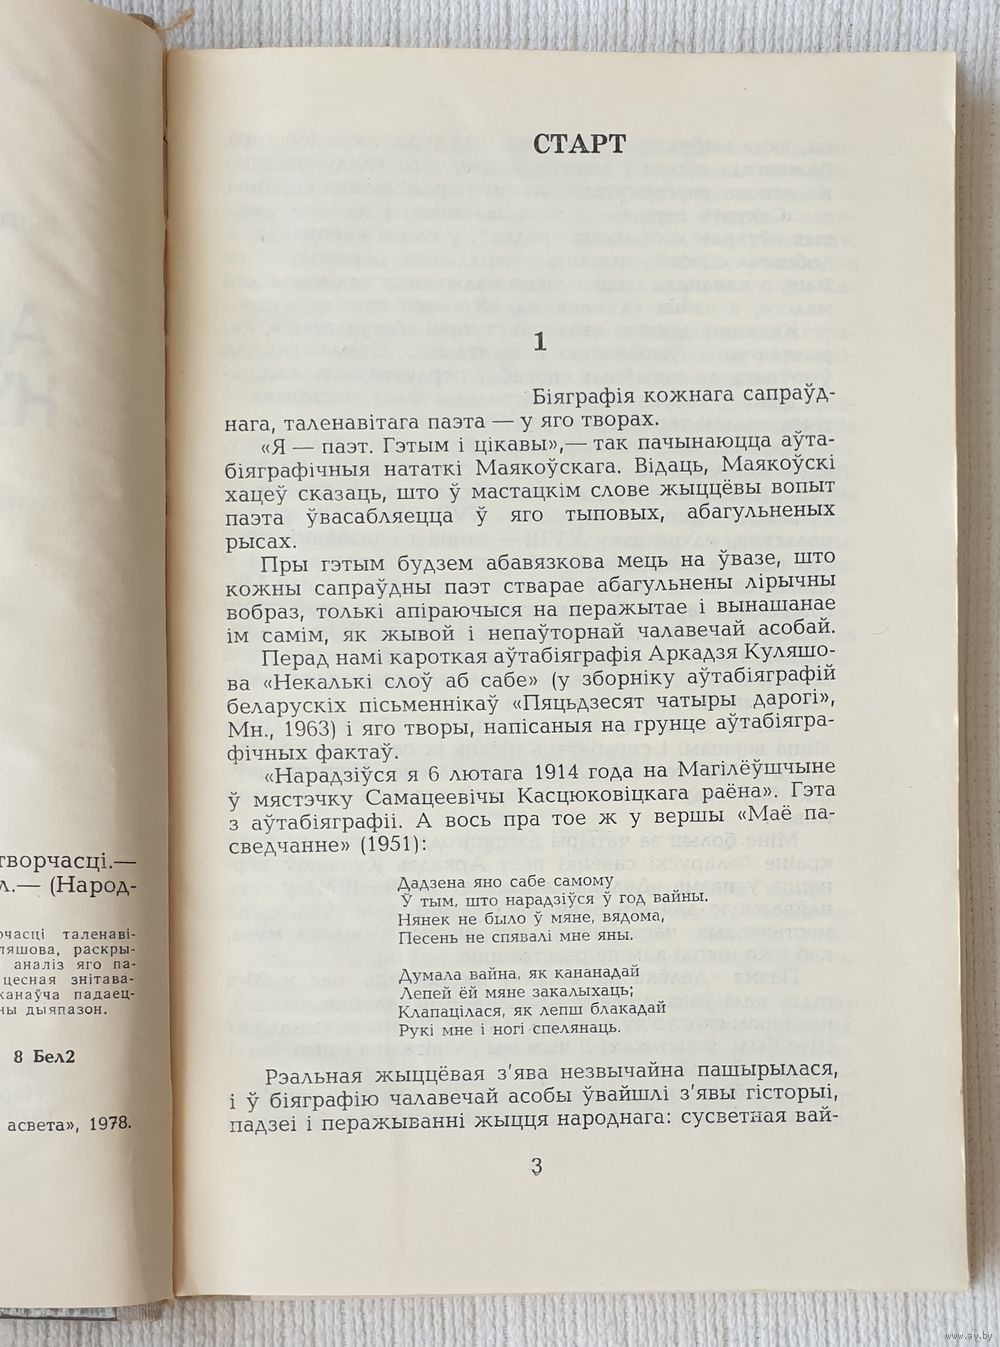 творчасці.—
л.— (Народ-
рчасці таленаві-
ляшова, раскры-
аналіз яго па-
цесная знітава-
канаўча падаец-
ны дыяпазон.
8 Бел2
асвета», 1978.
СТАРТ
1
Біяграфія кожнага сапраўд-
нага, таленавітага паэта — у яго творах.
«Я — паэт. Гэтым і цікавы»,— так пачынаюцца аўта-
біяграфічныя нататкі Маякоўскага. Відаць, Маякоўскі
хацеў сказаць, што ў мастацкім слове жыццёвы вопыт
паэта ўвасабляецца ў яго тыповых, абагульненых
рысах.
Пры гэтым будзем абавязкова мець на ўвазе, што
кожны сапраўдны паэт стварае абагульнены лірычны
вобраз, толькі апіраючыся на перажытае і вынашанае
ім самім, як жывой і непаўторнай чалавечай асобай.
Перад намі кароткая аўтабіяграфія Аркадзя Куляшо-
ва «Некалькі слоў аб сабе» (у зборніку аўтабіяграфій
беларускіх пісьменнікаў «Пяцьдзесят чатыры дарогі»,
Мн., 1963) і яго творы, напісаныя на грунце аўтабіягра-
фічных фактаў.
«Нарадзіўся я 6 лютага 1914 года на Магілёўшчыне
ў мястэчку Самацеевічы Касцюковіцкага раёна». Гэта
з аўтабіяграфіі. А вось пра тое ж у вершы «Маё па-
сведчанне» (1951):
Дадзена яно сабе самому
Ў тым, што нарадзіўся ў год вайны.
Нянек не было ў мяне, вядома,
Песень не спявалі мне яны.
Думала вайна, як кананадай
Лепей ёй мяне закалыхаць;
Клапацілася, як лепш блакадай
Рукі мне і ногі спелянаць.
Рэальная жыццёвая з'ява незвычайна пашырылася,
і ў біяграфію чалавечай асобы ўвайшлі з'явы гісторыі,
падзеі і перажыванні жыцця народнага: сусветная вай-
3
www.ay.by